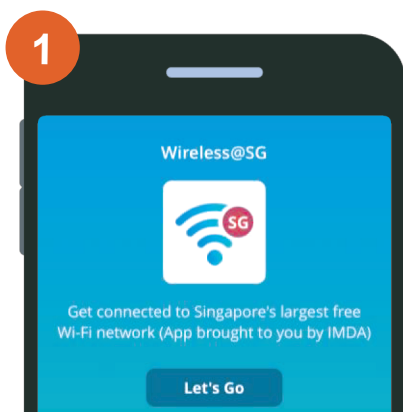 1
Wireless@SG
SG
Get connected to Singapore's largest free
Wi-Fi network (App brought to you by IMDA)
Let's Go